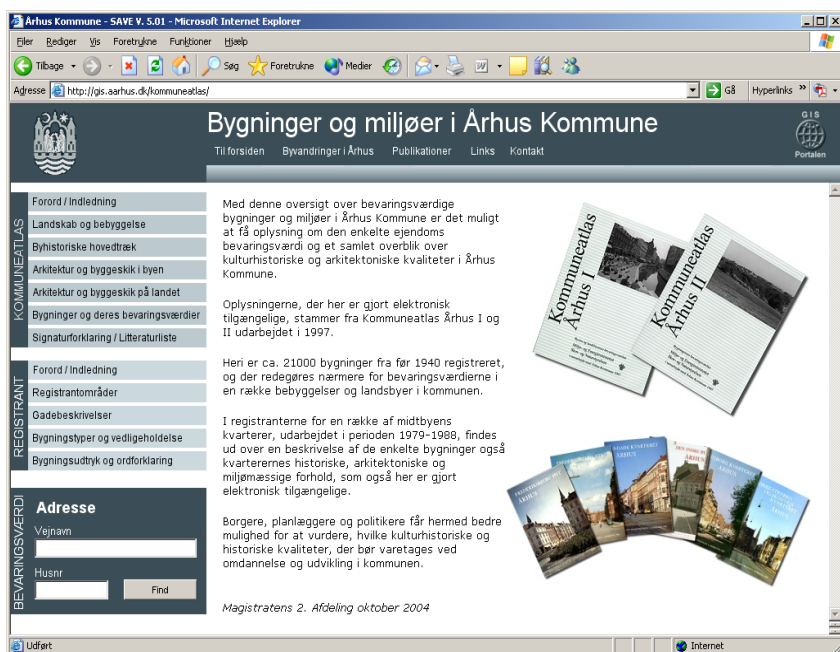 Århus Kommune - SAVE V. 5.01 - Microsoft Internet Explorer
Filer Rediger Vis Foretrukne Funktioner Hjælp
Tilbage Søg Foretrukne Medier
Adresse http://gis.aarhus.dk/kommuneatlas/ Gå Hyperlinks »
Bygninger og miljøer i Århus Kommune
Til forsiden Byvandringer i Århus Publikationer Links Kontakt
GIS
Portalen
KOMMUNEATLAS
Forord / Indledning
Landskab og bebyggelse
Byhistoriske hovedtræk
Arkitektur og byggeskik i byen
Arkitektur og byggeskik på landet
Bygninger og deres bevaringsværdier
Signaturforklaring / Litteraturliste
REGISTRANT
Forord / Indledning
Registrantområder
Gadebeskrivelser
Bygningstyper og vedligeholdelse
Bygningsudtryk og ordforklaring
BEVARINGSVÆRDI
Adresse
Vejnavn
Husnr
Find
Med denne oversigt over bevaringsværdige
bygninger og miljøer i Århus Kommune er det muligt
at få oplysning om den enkelte ejendoms
bevaringsværdi og et samlet overblik over
kulturhistoriske og arkitektoniske kvaliteter i Århus
Kommune.
Oplysningerne, der her er gjort elektronisk
tilgængelige, stammer fra Kommuneatlas Århus I og
II udarbejdet i 1997.
Heri er ca. 21000 bygninger fra før 1940 registreret,
og der redegøres nærmere for bevaringsværdierne i
en række bebyggelser og landsbyer i kommunen.
I registranterne for en række af midtbyens
kvarterer, udarbejdet i perioden 1979-1988, findes
ud over en beskrivelse af de enkelte bygninger også
kvarterernes historiske, arkitektoniske og
miljømæssige forhold, som også her er gjort
elektronisk tilgængelige.
Borgere, planlæggere og politikere får hermed bedre
mulighed for at vurdere, hvilke kulturhistoriske og
historiske kvaliteter, der bør varetages ved
omdannelse og udvikling i kommunen.
Magistratens 2. Afdeling oktober 2004
Kommuneatlas
Århus I
Kommuneatlas
Århus II
ÅRHUS
ÅRHUS
ÅRHUS
ÅRHUS
ÅRHUS
Udført
Internet